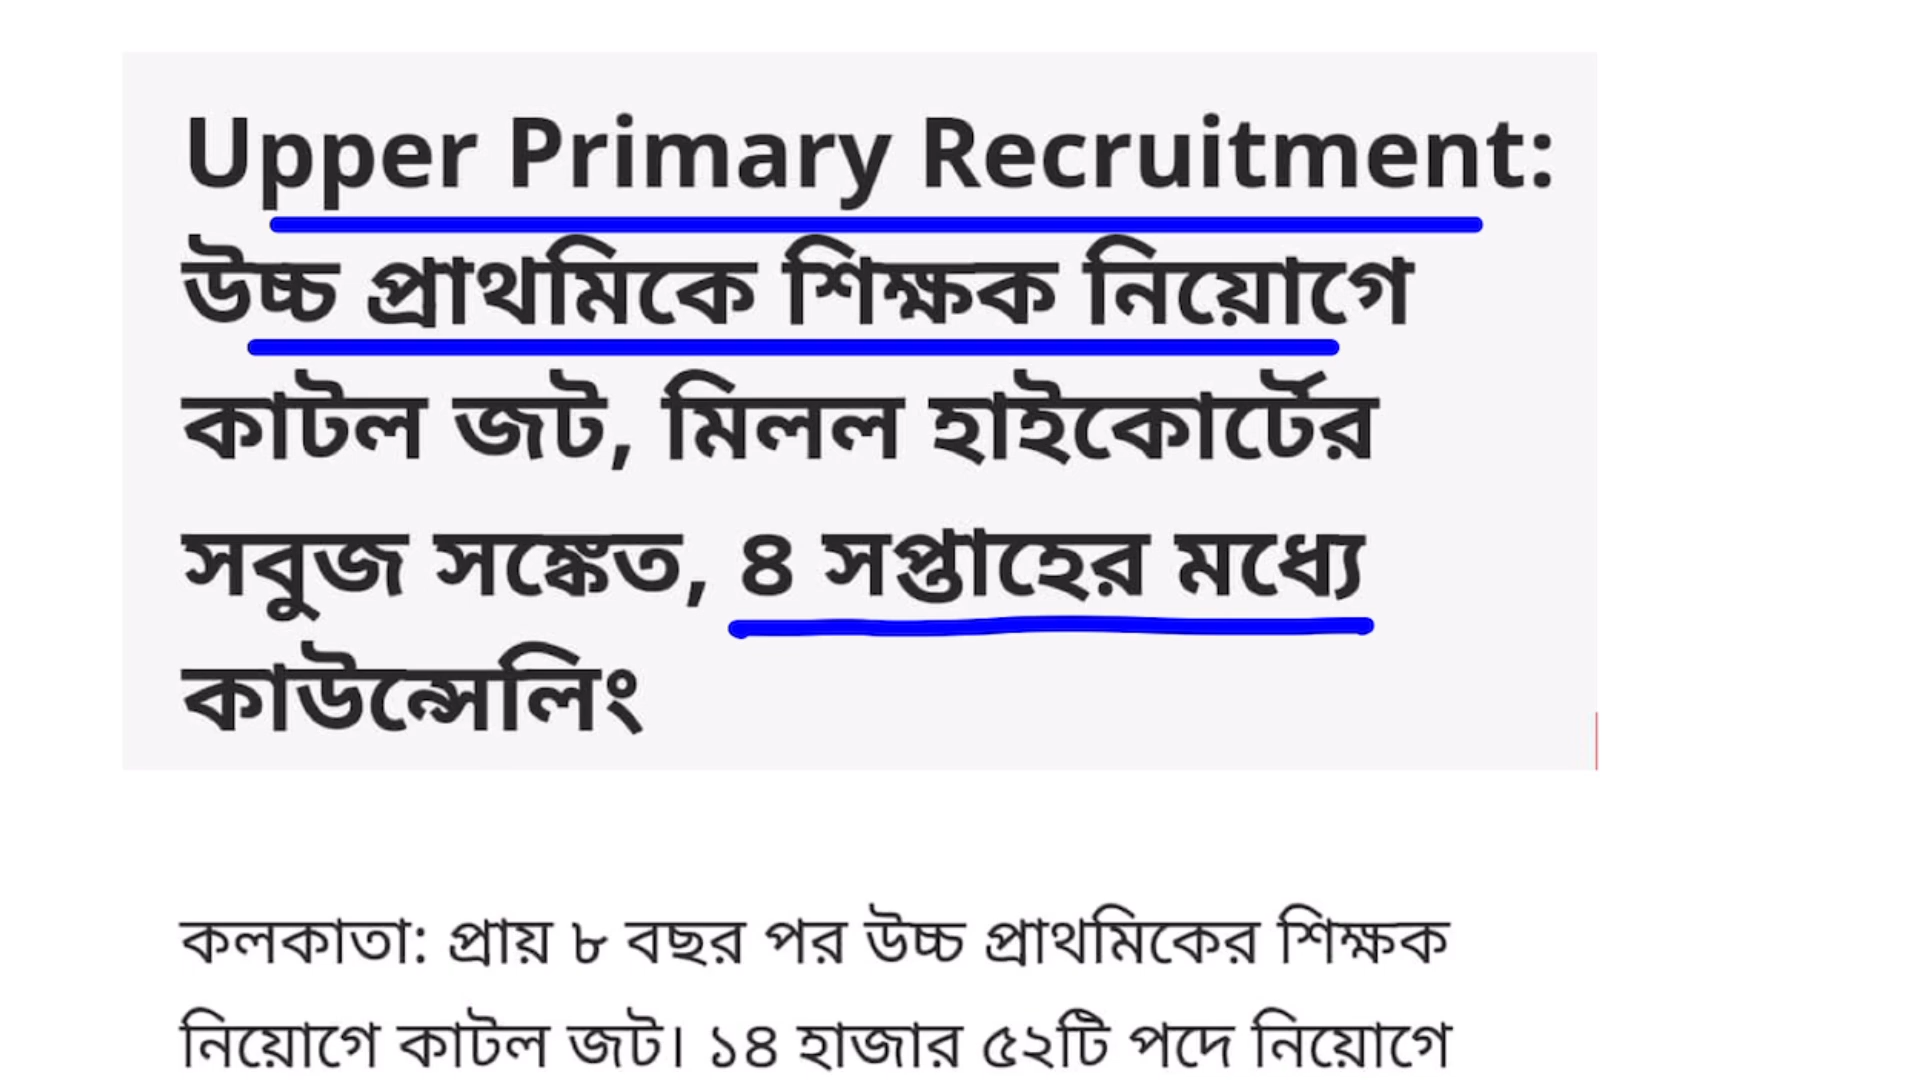 Upper Primary Recruitment:
উচ্চ প্রাথমিকে শিক্ষক নিয়োগে
কাটল জট, মিলল হাইকোর্টের
সবুজ সঙ্কেত, ৪ সপ্তাহের মধ্যে
কাউন্সেলিং
কলকাতা: প্রায় ৮ বছর পর উচ্চ প্রাথমিকের শিক্ষক
নিয়োগে কাটল জট। ১৪ হাজার ৫২টি পদে নিয়োগে